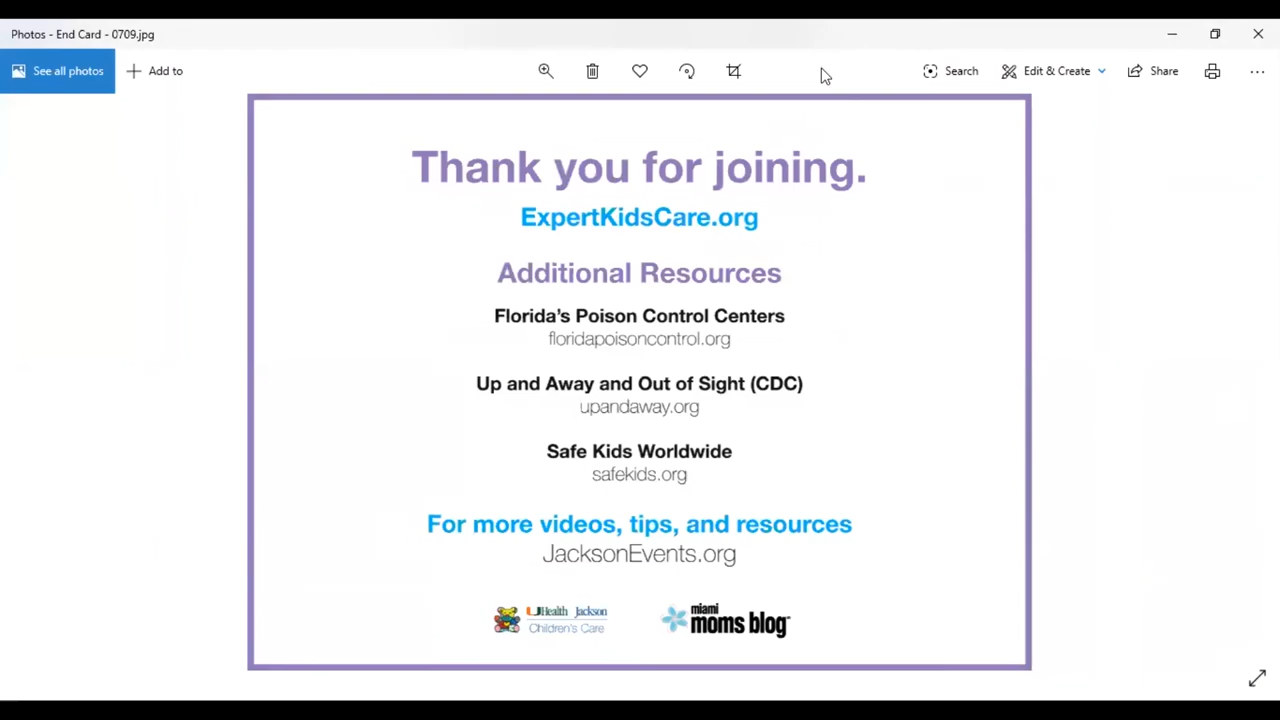 Photos - End Card - 0709.jpg
See all photos
Add to
Search
Edit & Create
Share
Thank you for joining.
ExpertKidsCare.org
Additional Resources
Florida's Poison Control Centers
floridapoisoncontrol.org
Up and Away and Out of Sight (CDC)
upandaway.org
Safe Kids Worldwide
safekids.org
For more videos, tips, and resources
JacksonEvents.org
UHealth Jackson
Children's Care
miami
moms blog